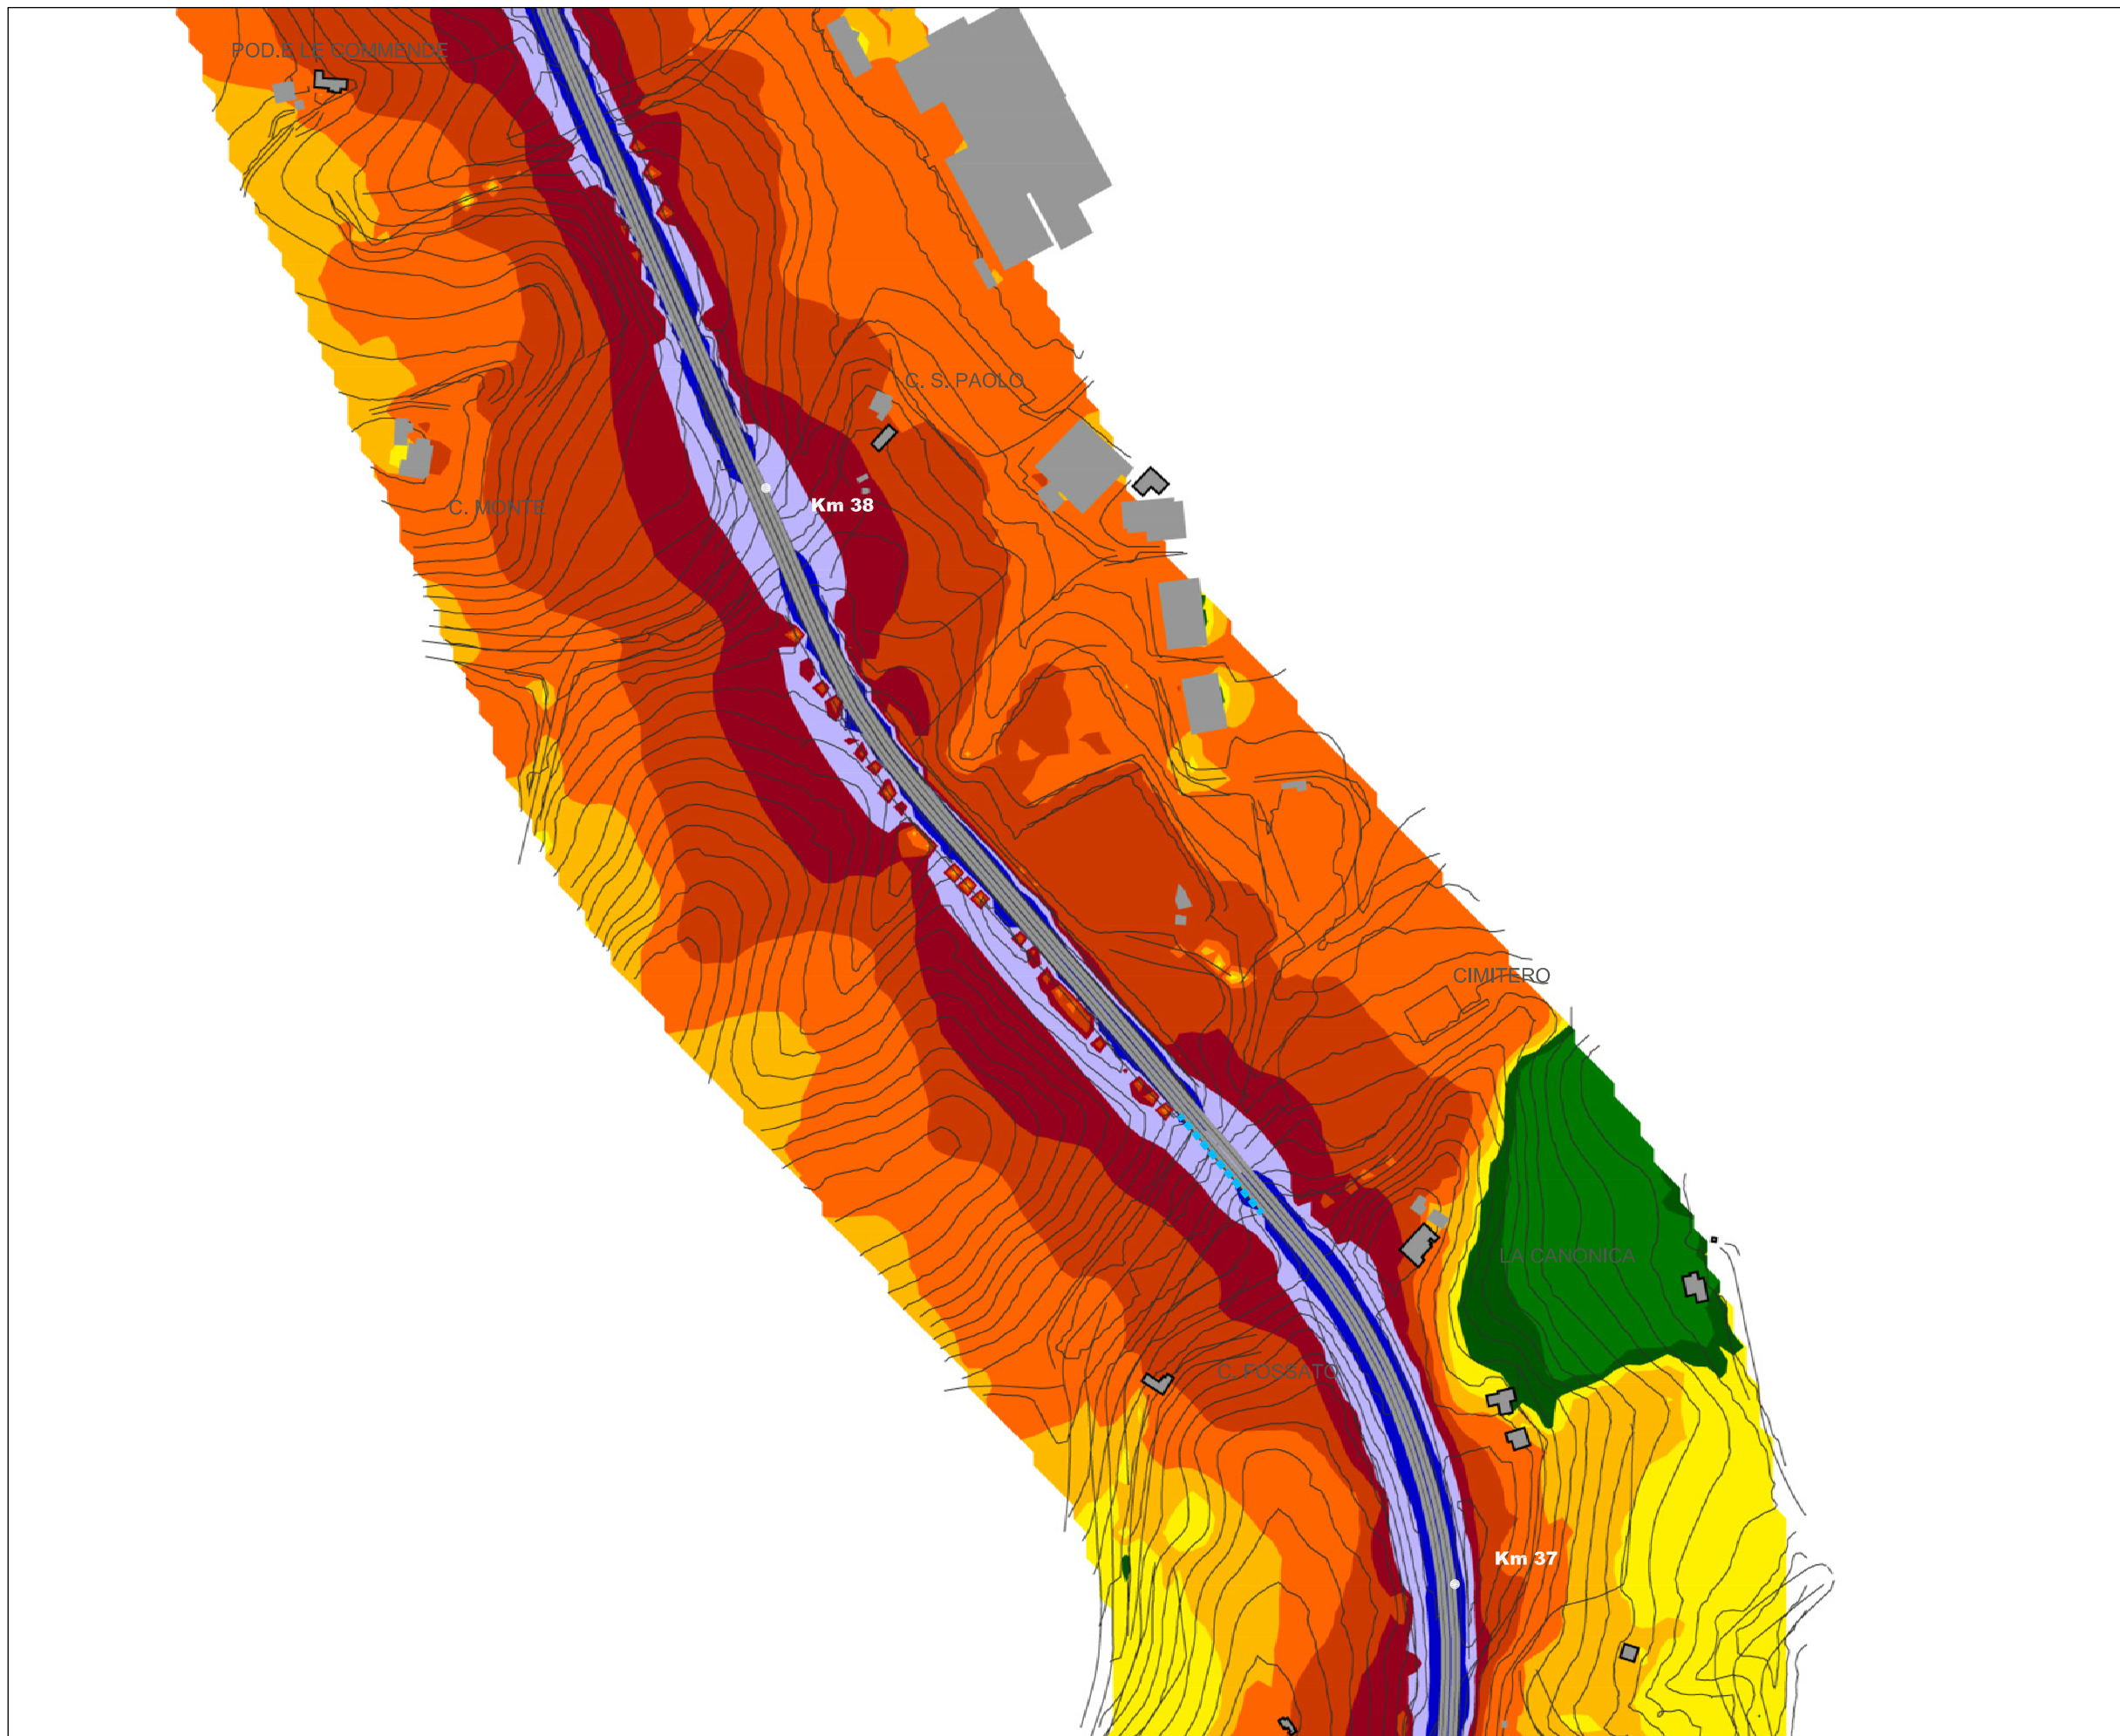 POD.E LE COMMENDE
C. S. PAOLO
C. MONTE
Km 38
CIMITERO
LA CANONICA
C. FOSSATO
Km 37